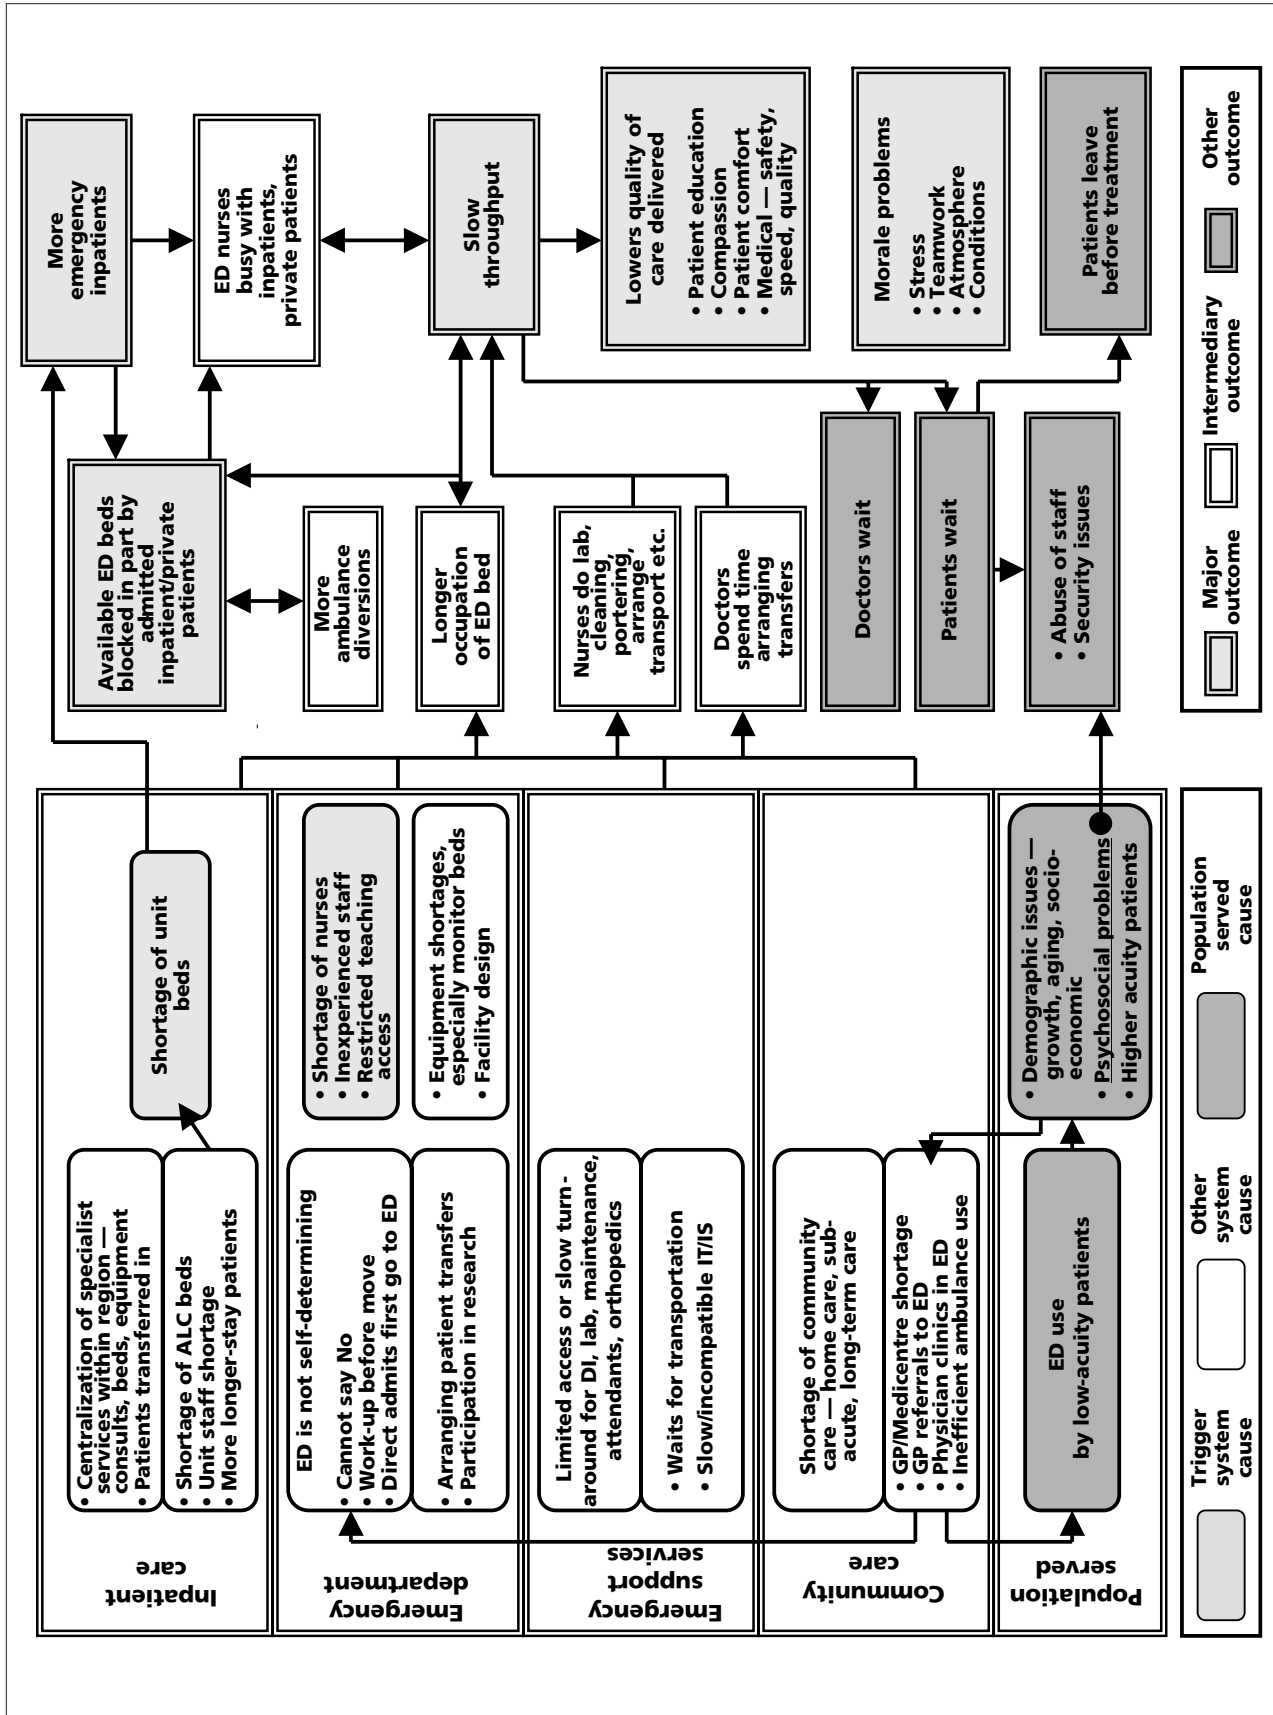 Inpatient
care
• Centralization of specialist
services within region —
consults, beds, equipment
• Patients transferred in
• Shortage of ALC beds
• Unit staff shortage
• More longer-stay patients
Shortage of unit
beds
Emergency
department
ED is not self-determining
• Cannot say No
• Work-up before move
• Direct admits first go to ED
• Arranging patient transfers
• Participation in research
• Shortage of nurses
• Inexperienced staff
• Restricted teaching
access
• Equipment shortages,
especially monitor beds
• Facility design
Emergency
support
services
Limited access or slow turn-
around for DI, lab, maintenance,
attendants, orthopedics
• Waits for transportation
• Slow/incompatible IT/IS
Community
care
Shortage of community
care — home care, sub-
acute, long-term care
• GP/Medicentre shortage
• GP referrals to ED
• Physician clinics in ED
• Inefficient ambulance use
Population
served
ED use
by low-acuity patients
• Demographic issues —
growth, aging, socio-
economic
• Psychosocial problems
• Higher acuity patients
Available ED beds
blocked in part by
admitted
inpatient/private
patients
More
ambulance
diversions
Longer
occupation
of ED bed
Nurses do lab,
cleaning,
portering,
arrange
transport etc.
Doctors
spend time
arranging
transfers
Doctors wait
Patients wait
• Abuse of staff
• Security issues
More
emergency
inpatients
ED nurses
busy with
inpatients,
private patients
Slow
throughput
Lowers quality of
care delivered
• Patient education
• Compassion
• Patient comfort
• Medical — safety,
speed, quality
Morale problems
• Stress
• Teamwork
• Atmosphere
• Conditions
Patients leave
before treatment
Trigger
system
cause
Other
system
cause
Population
served
cause
Major
outcome
Intermediary
outcome
Other
outcome